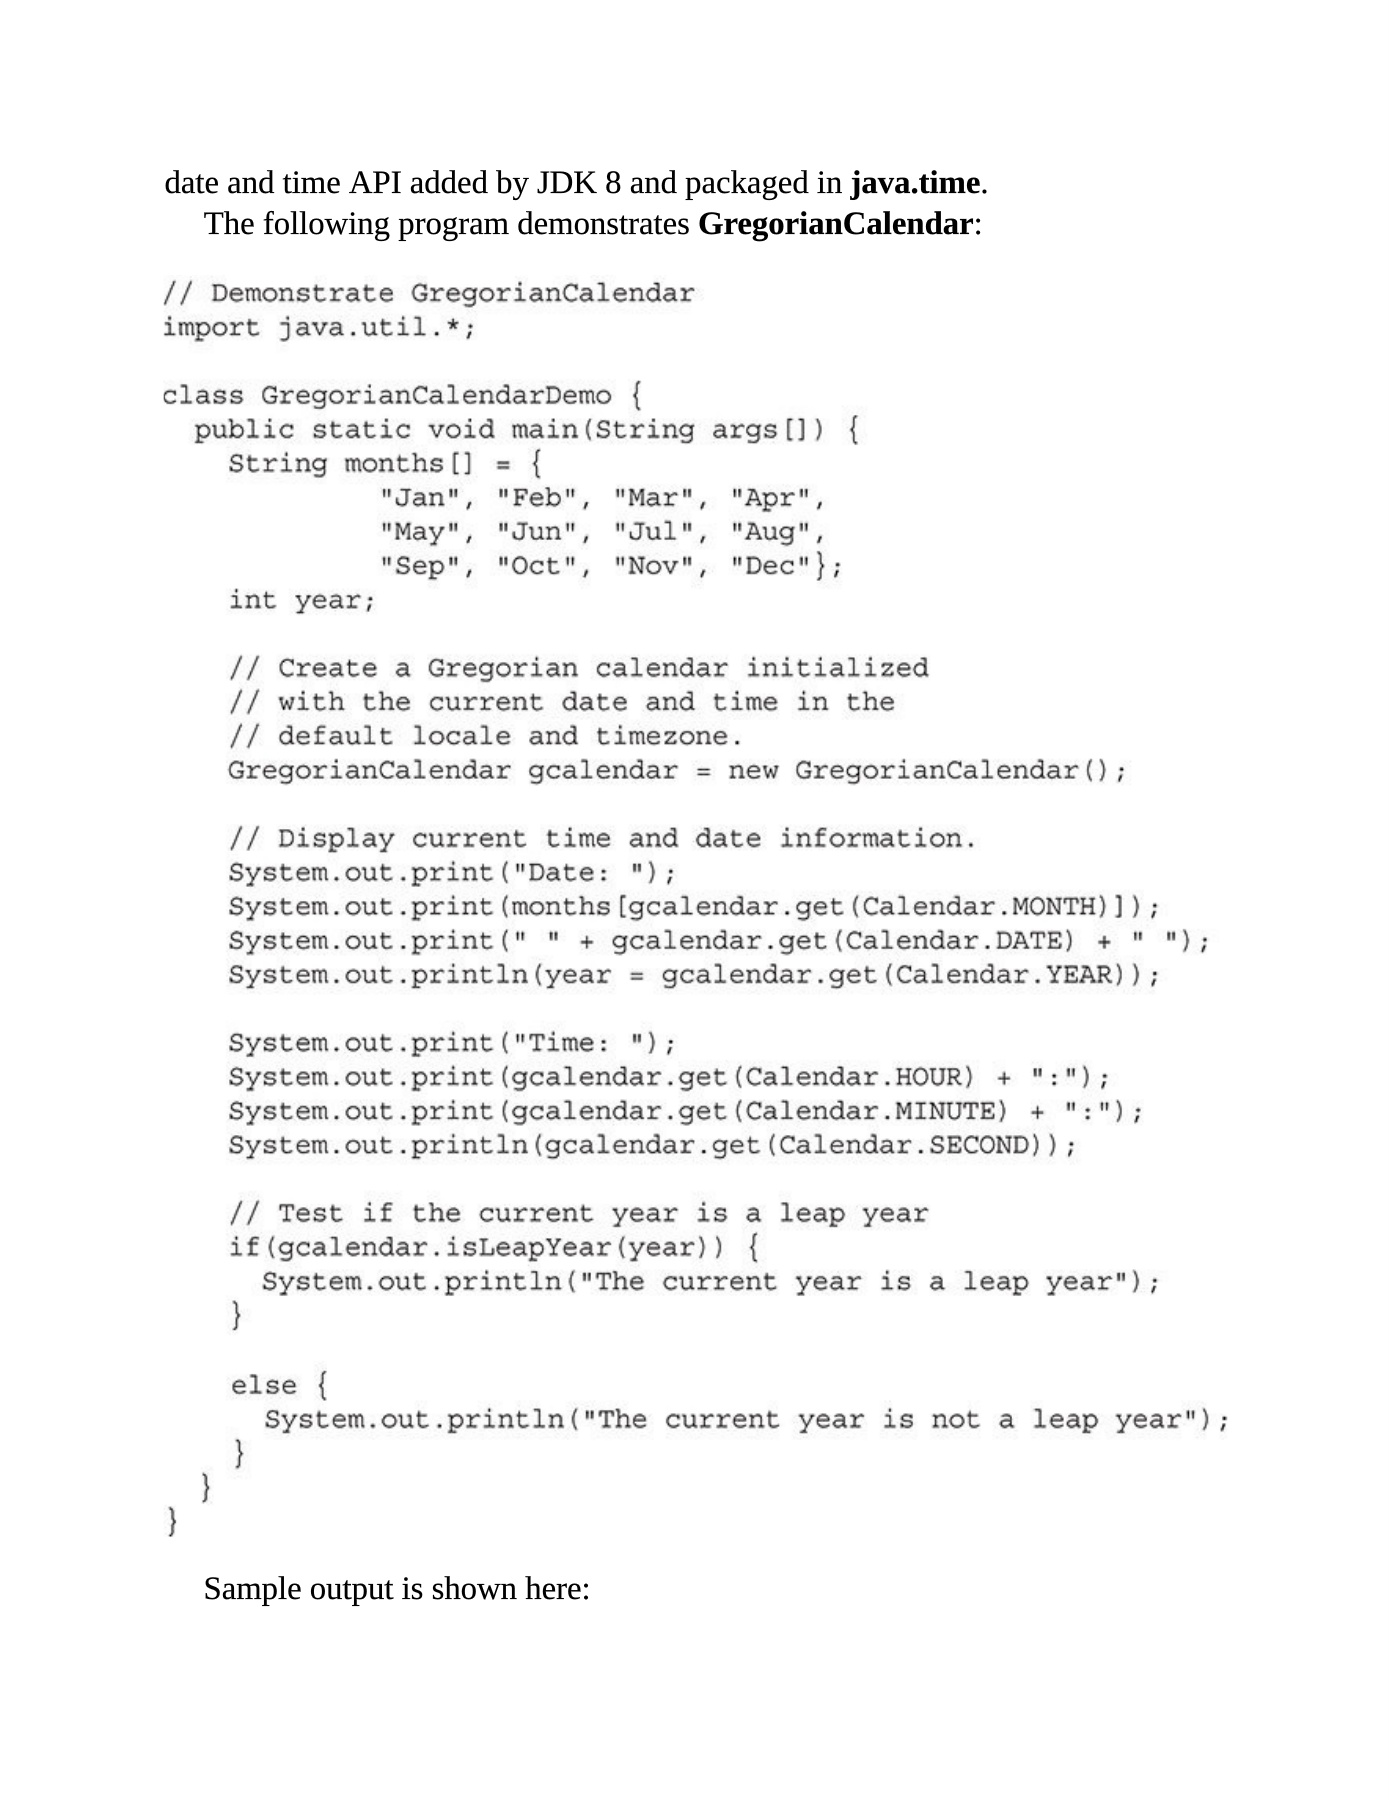 date and time API added by JDK 8 and packaged in java.time.
The following program demonstrates GregorianCalendar:
// Demonstrate GregorianCalendar
import java.util.*;
class GregorianCalendarDemo {
  public static void main(String args[]) {
    String months[] = {
             "Jan", "Feb", "Mar", "Apr",
             "May", "Jun", "Jul", "Aug",
             "Sep", "Oct", "Nov", "Dec"};
    int year;
    // Create a Gregorian calendar initialized
    // with the current date and time in the
    // default locale and timezone.
    GregorianCalendar gcalendar = new GregorianCalendar();
    // Display current time and date information.
    System.out.print("Date: ");
    System.out.print(months[gcalendar.get(Calendar.MONTH)]);
    System.out.print(" " + gcalendar.get(Calendar.DATE) + " ");
    System.out.println(year = gcalendar.get(Calendar.YEAR));
    System.out.print("Time: ");
    System.out.print(gcalendar.get(Calendar.HOUR) + ":");
    System.out.print(gcalendar.get(Calendar.MINUTE) + ":");
    System.out.println(gcalendar.get(Calendar.SECOND));
    // Test if the current year is a leap year
    if(gcalendar.isLeapYear(year)) {
      System.out.println("The current year is a leap year");
    }
    else {
      System.out.println("The current year is not a leap year");
    }
  }
}
Sample output is shown here: